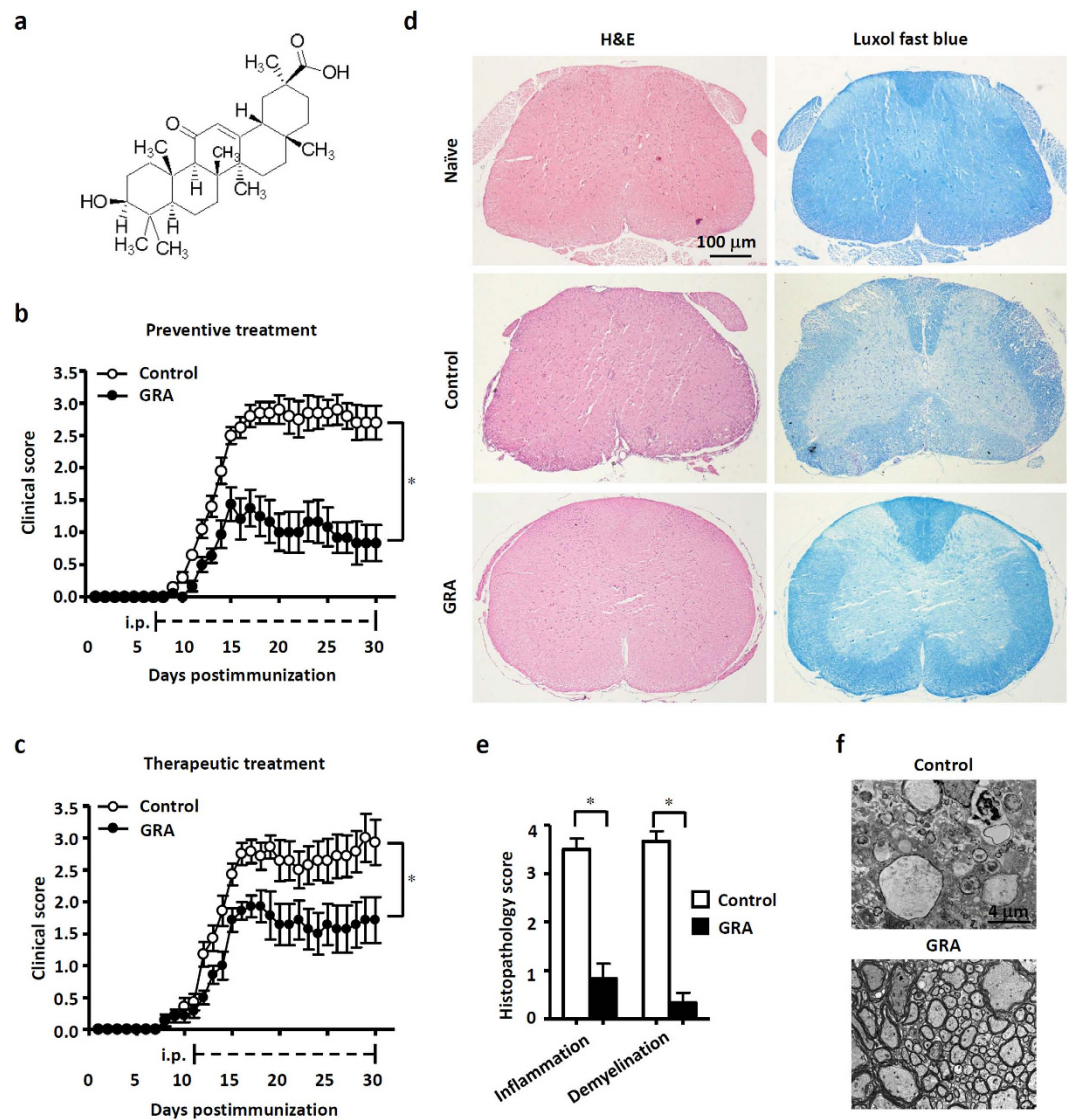 a
O
CH₃
OH
O
CH₃
H
CH₃
CH₃
CH₃
H
CH₃
HO
H
H
H₃C
CH₃
b
Preventive treatment
Control
GRA
3.5
3.0
2.5
2.0
1.5
1.0
0.5
0.0
Clinical score
*
i.p.
0 5 10 15 20 25 30
Days postimmunization
c
Therapeutic treatment
Control
GRA
3.5
3.0
2.5
2.0
1.5
1.0
0.5
0.0
Clinical score
*
i.p.
0 5 10 15 20 25 30
Days postimmunization
d
H&E
Luxol fast blue
Naïve
100 μm
Control
GRA
e
* *
4
3
2
1
0
Histopathology score
Control
GRA
Inflammation
Demyelination
f
Control
4 μm
GRA